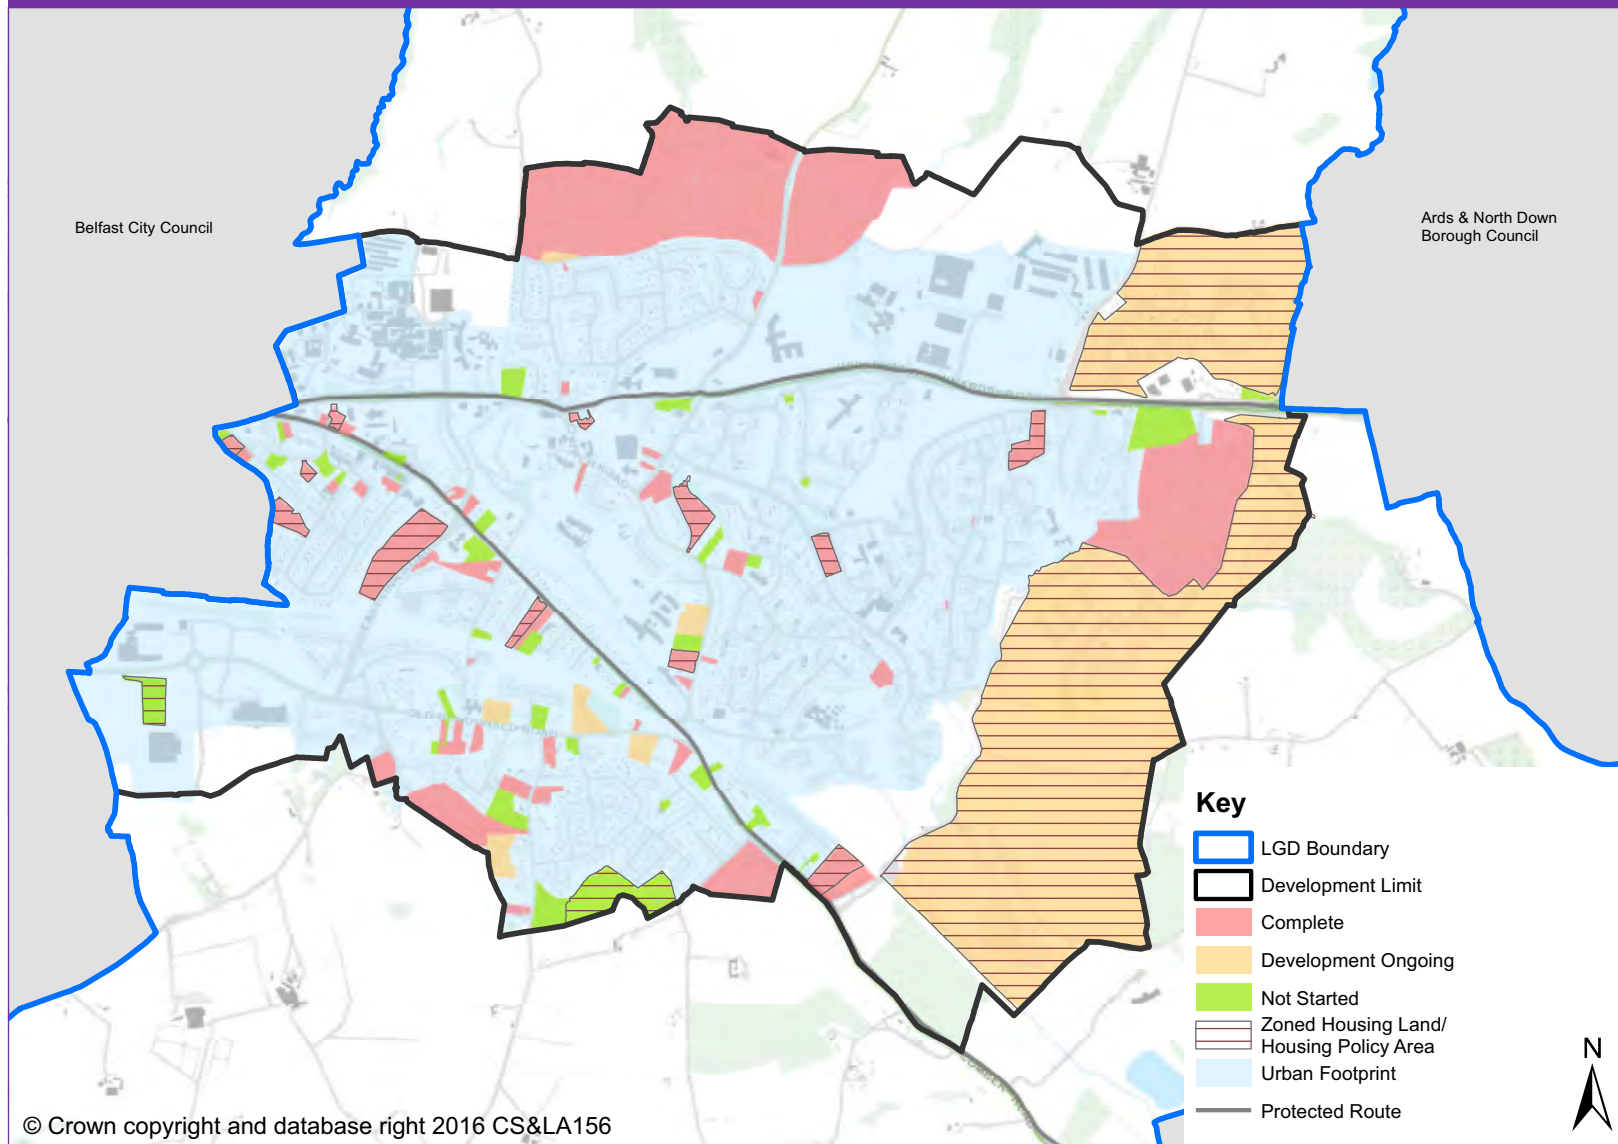 Belfast City Council
Ards & North Down
Borough Council
Key
LGD Boundary
Development Limit
Complete
Development Ongoing
Not Started
Zoned Housing Land/
Housing Policy Area
Urban Footprint
Protected Route
N
© Crown copyright and database right 2016 CS&LA156